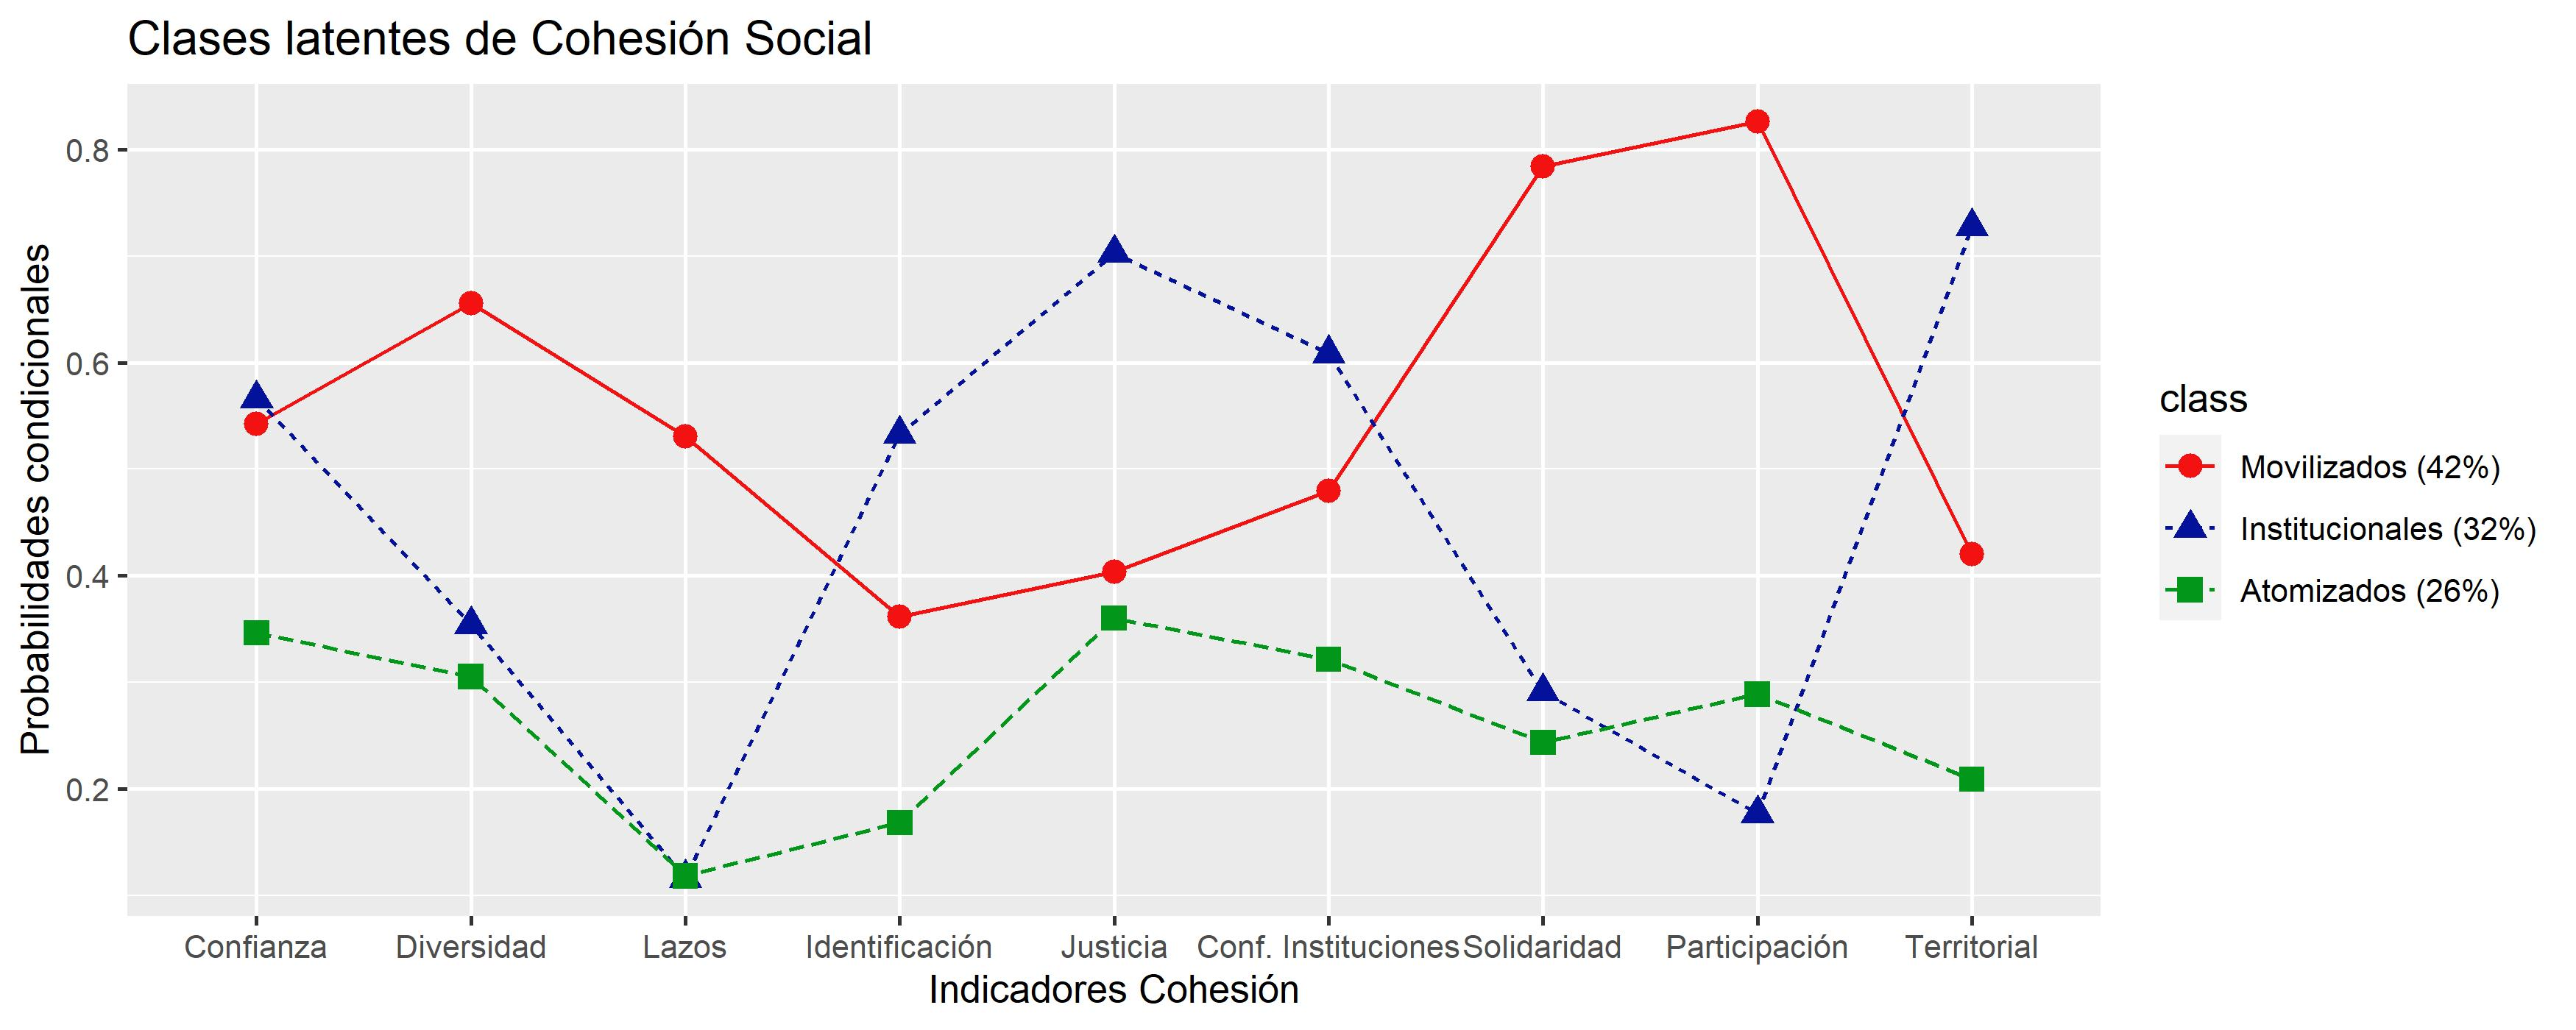 Clases latentes de Cohesión Social
Probabilidades condicionales
0.8
0.6
0.4
0.2
Confianza Diversidad Lazos Identificación Justicia Conf. Instituciones Solidaridad Participación Territorial
Indicadores Cohesión
class
Movilizados (42%)
Institucionales (32%)
Atomizados (26%)